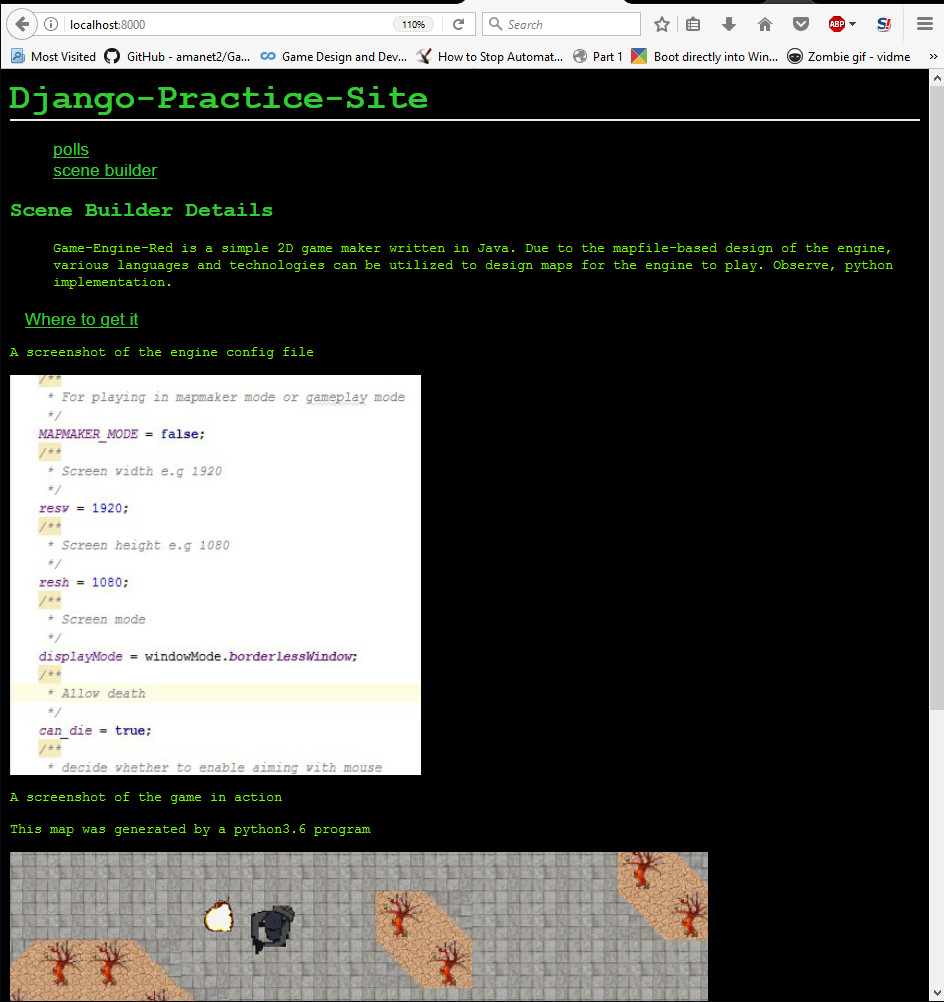 localhost:8000
110%
Search
ABP
S!
Most Visited
GitHub - amanet2/Ga...
Game Design and Dev...
How to Stop Automat...
Part 1
Boot directly into Win...
Zombie gif - vidme
Django-Practice-Site
polls
scene builder
Scene Builder Details
Game-Engine-Red is a simple 2D game maker written in Java. Due to the mapfile-based design of the engine,
various languages and technologies can be utilized to design maps for the engine to play. Observe, python
implementation.
Where to get it
A screenshot of the engine config file
/**
* For playing in mapmaker mode or gameplay mode
*/
MAPMAKER_MODE = false;
/**
* Screen width e.g 1920
*/
resw = 1920;
/**
* Screen height e.g 1080
*/
resh = 1080;
/**
* Screen mode
*/
displayMode = windowMode.borderlessWindow;
/**
* Allow death
*/
can_die = true;
/**
* decide whether to enable aiming with mouse
A screenshot of the game in action
This map was generated by a python3.6 program